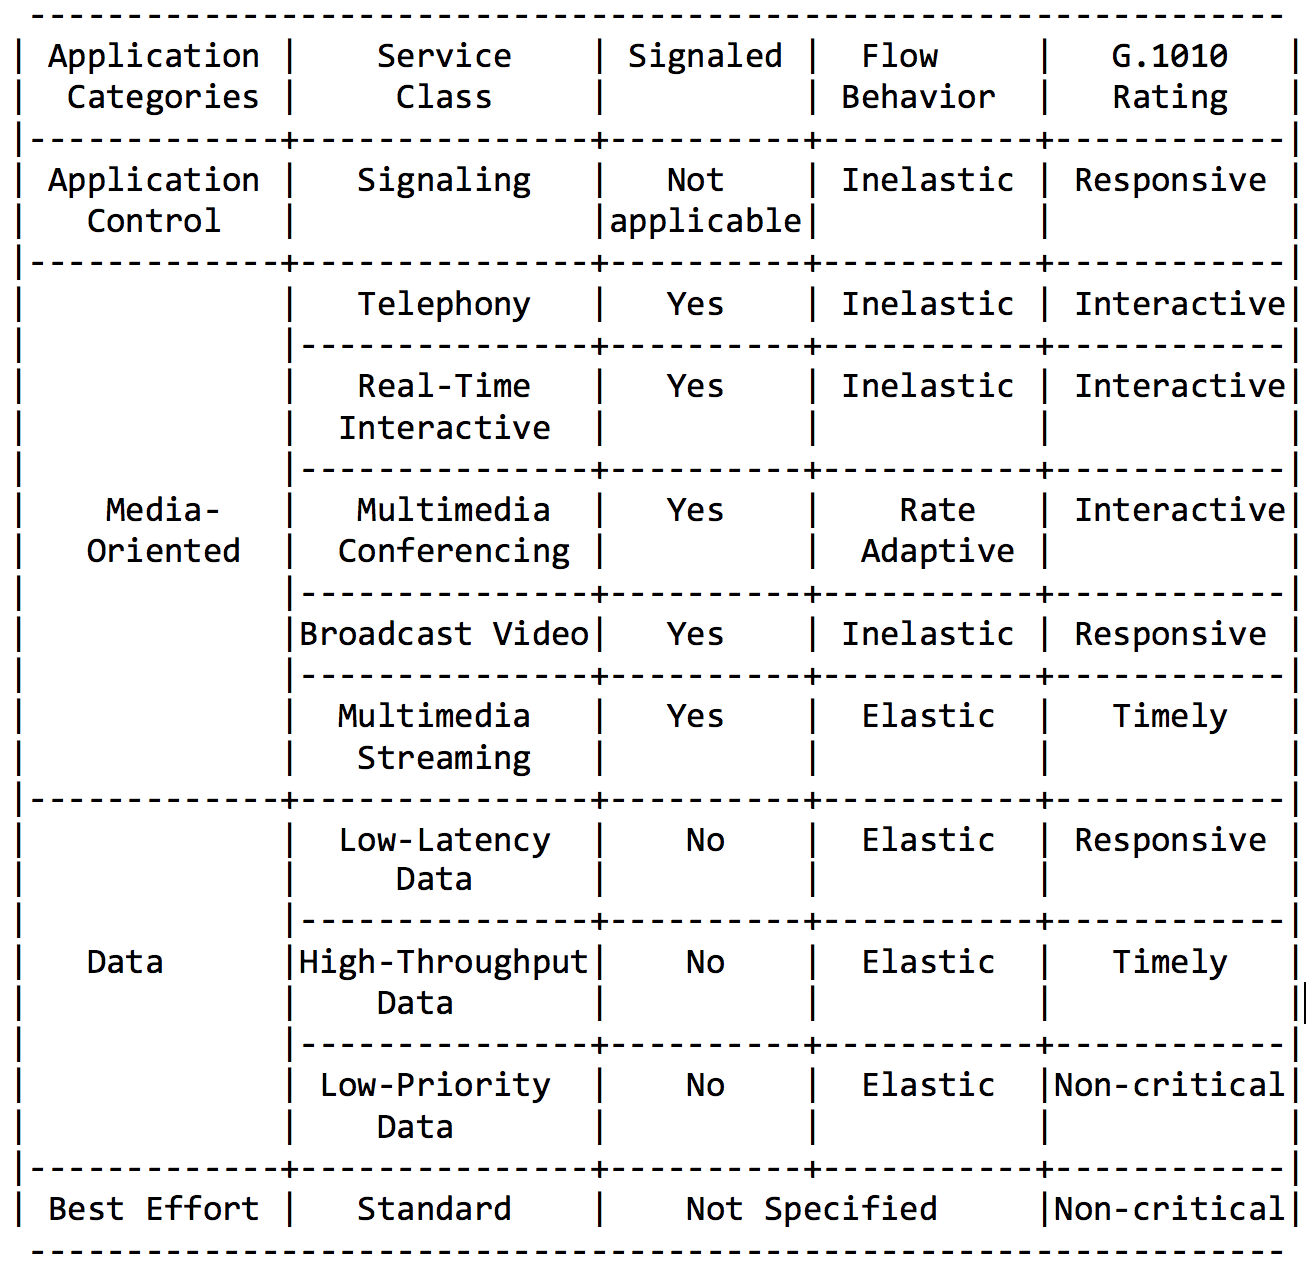 -----------------------------------------------------------------
| Application |    Service    | Signaled |  Flow     |   G.1010   |
|  Categories |     Class     |          | Behavior  |   Rating   |
|-------------+---------------+----------+-----------+------------|
| Application |   Signaling   |   Not    | Inelastic | Responsive |
|   Control   |               |applicable|           |            |
|-------------+---------------+----------+-----------+------------|
|             |   Telephony   |   Yes    | Inelastic | Interactive|
|             |---------------+----------+-----------+------------|
|             |   Real-Time   |   Yes    | Inelastic | Interactive|
|             |  Interactive  |          |           |            |
|             |---------------+----------+-----------+------------|
|    Media-   |   Multimedia  |   Yes    |    Rate   | Interactive|
|   Oriented  |  Conferencing |          |  Adaptive |            |
|             |---------------+----------+-----------+------------|
|             |Broadcast Video|   Yes    | Inelastic | Responsive |
|             |---------------+----------+-----------+------------|
|             |  Multimedia   |   Yes    |  Elastic  |   Timely   |
|             |   Streaming   |          |           |            |
|-------------+---------------+----------+-----------+------------|
|             |  Low-Latency  |    No    |  Elastic  | Responsive |
|             |     Data      |          |           |            |
|             |---------------+----------+-----------+------------|
|   Data      |High-Throughput|    No    |  Elastic  |   Timely   |
|             |    Data       |          |           |            |
|             |---------------+----------+-----------+------------|
|             | Low-Priority  |    No    |  Elastic  |Non-critical|
|             |    Data       |          |           |            |
|-------------+---------------+----------+-----------+------------|
| Best Effort |   Standard    |    Not Specified     |Non-critical|
 -----------------------------------------------------------------